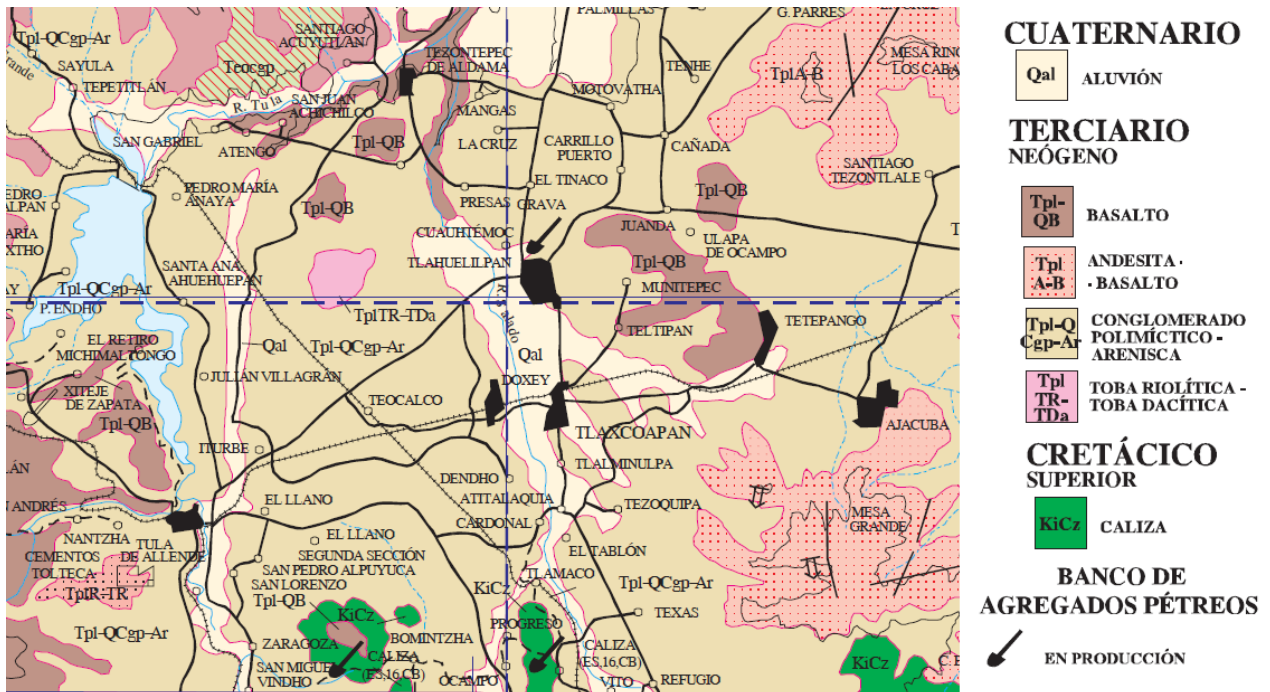 PALMILLAS
G. PARRES
SANTIAGO
ACUYUTLAN
Tpl-QCgp-Ar
SAYULA
TEPETITLÁN
Teocgp
R. Tula
TEZONTEPEC
DE ALDAMA
TENHE
TplA-B
MESA RINC
LOS CABA
MOTOVATHA
MANGAS
SAN JUAN
ACHICHILCO
SAN GABRIEL
ATENGO
Tpl-QB
LA CRUZ
CARRILLO
PUERTO
CAÑADA
SANTIAGO
TEZONTLALE
EL TINACO
PEDRO MARÍA
ANAYA
Tpl-QB
PRESAS
GRAVA
Tpl-QB
CUAUHTÉMOC
JUANDA
ULAPA
DE OCAMPO
TLAHUELILPAN
Tpl-QB
SANTA ANA
AHUEHUEPAN
Tpl-QCgp-Ar
MUNITEPEC
P. ENDHO
TplTR-TDa
R. Salado
TELTIPAN
TETEPANGO
EL RETIRO
MICHIMALTONGO
Qal
Tpl-QCgp-Ar
Qal
JULIÁN VILLAGRÁN
DOXEY
XITEJE
DE ZAPATA
TEOCALCO
Tpl-QB
AJACUBA
TLAXCOAPAN
ITURBE
TLALMINULPA
DENDHO
EL LLANO
ATITALAQUIA
TEZOQUIPA
N ANDRÉS
CARDONAL
MESA
GRANDE
NANTZHA
TULA
DE ALLENDE
EL LLANO
SEGUNDA SECCIÓN
EL TABLÓN
CEMENTOS
TOLTECA
SAN PEDRO ALPUYUCA
TLAMACO
TplR-TR
SAN LORENZO
KiCz
Tpl-QCgp-Ar
Tpl-QB
KiCz
TEXAS
PROGRESO
Tpl-QCgp-Ar
BOMINTZHA
ZARAGOZA
CALIZA
(ES,16,CB)
CALIZA
(ES,16,CB)
SAN MIGUEL
VINDHO
OCAMPO
VITO
REFUGIO
KiCz
CUATERNARIO
Qal
ALUVIÓN
TERCIARIO
NEÓGENO
Tpl-
QB
BASALTO
Tpl
A-B
ANDESITA -
- BASALTO
Tpl-Q
Cgp-Ar
CONGLOMERADO
POLIMÍCTICO -
ARENISCA
Tpl
TR-
TDa
TOBA RIOLÍTICA -
TOBA DACÍTICA
CRETÁCICO
SUPERIOR
KiCz
CALIZA
BANCO DE
AGREGADOS PÉTREOS
EN PRODUCCIÓN